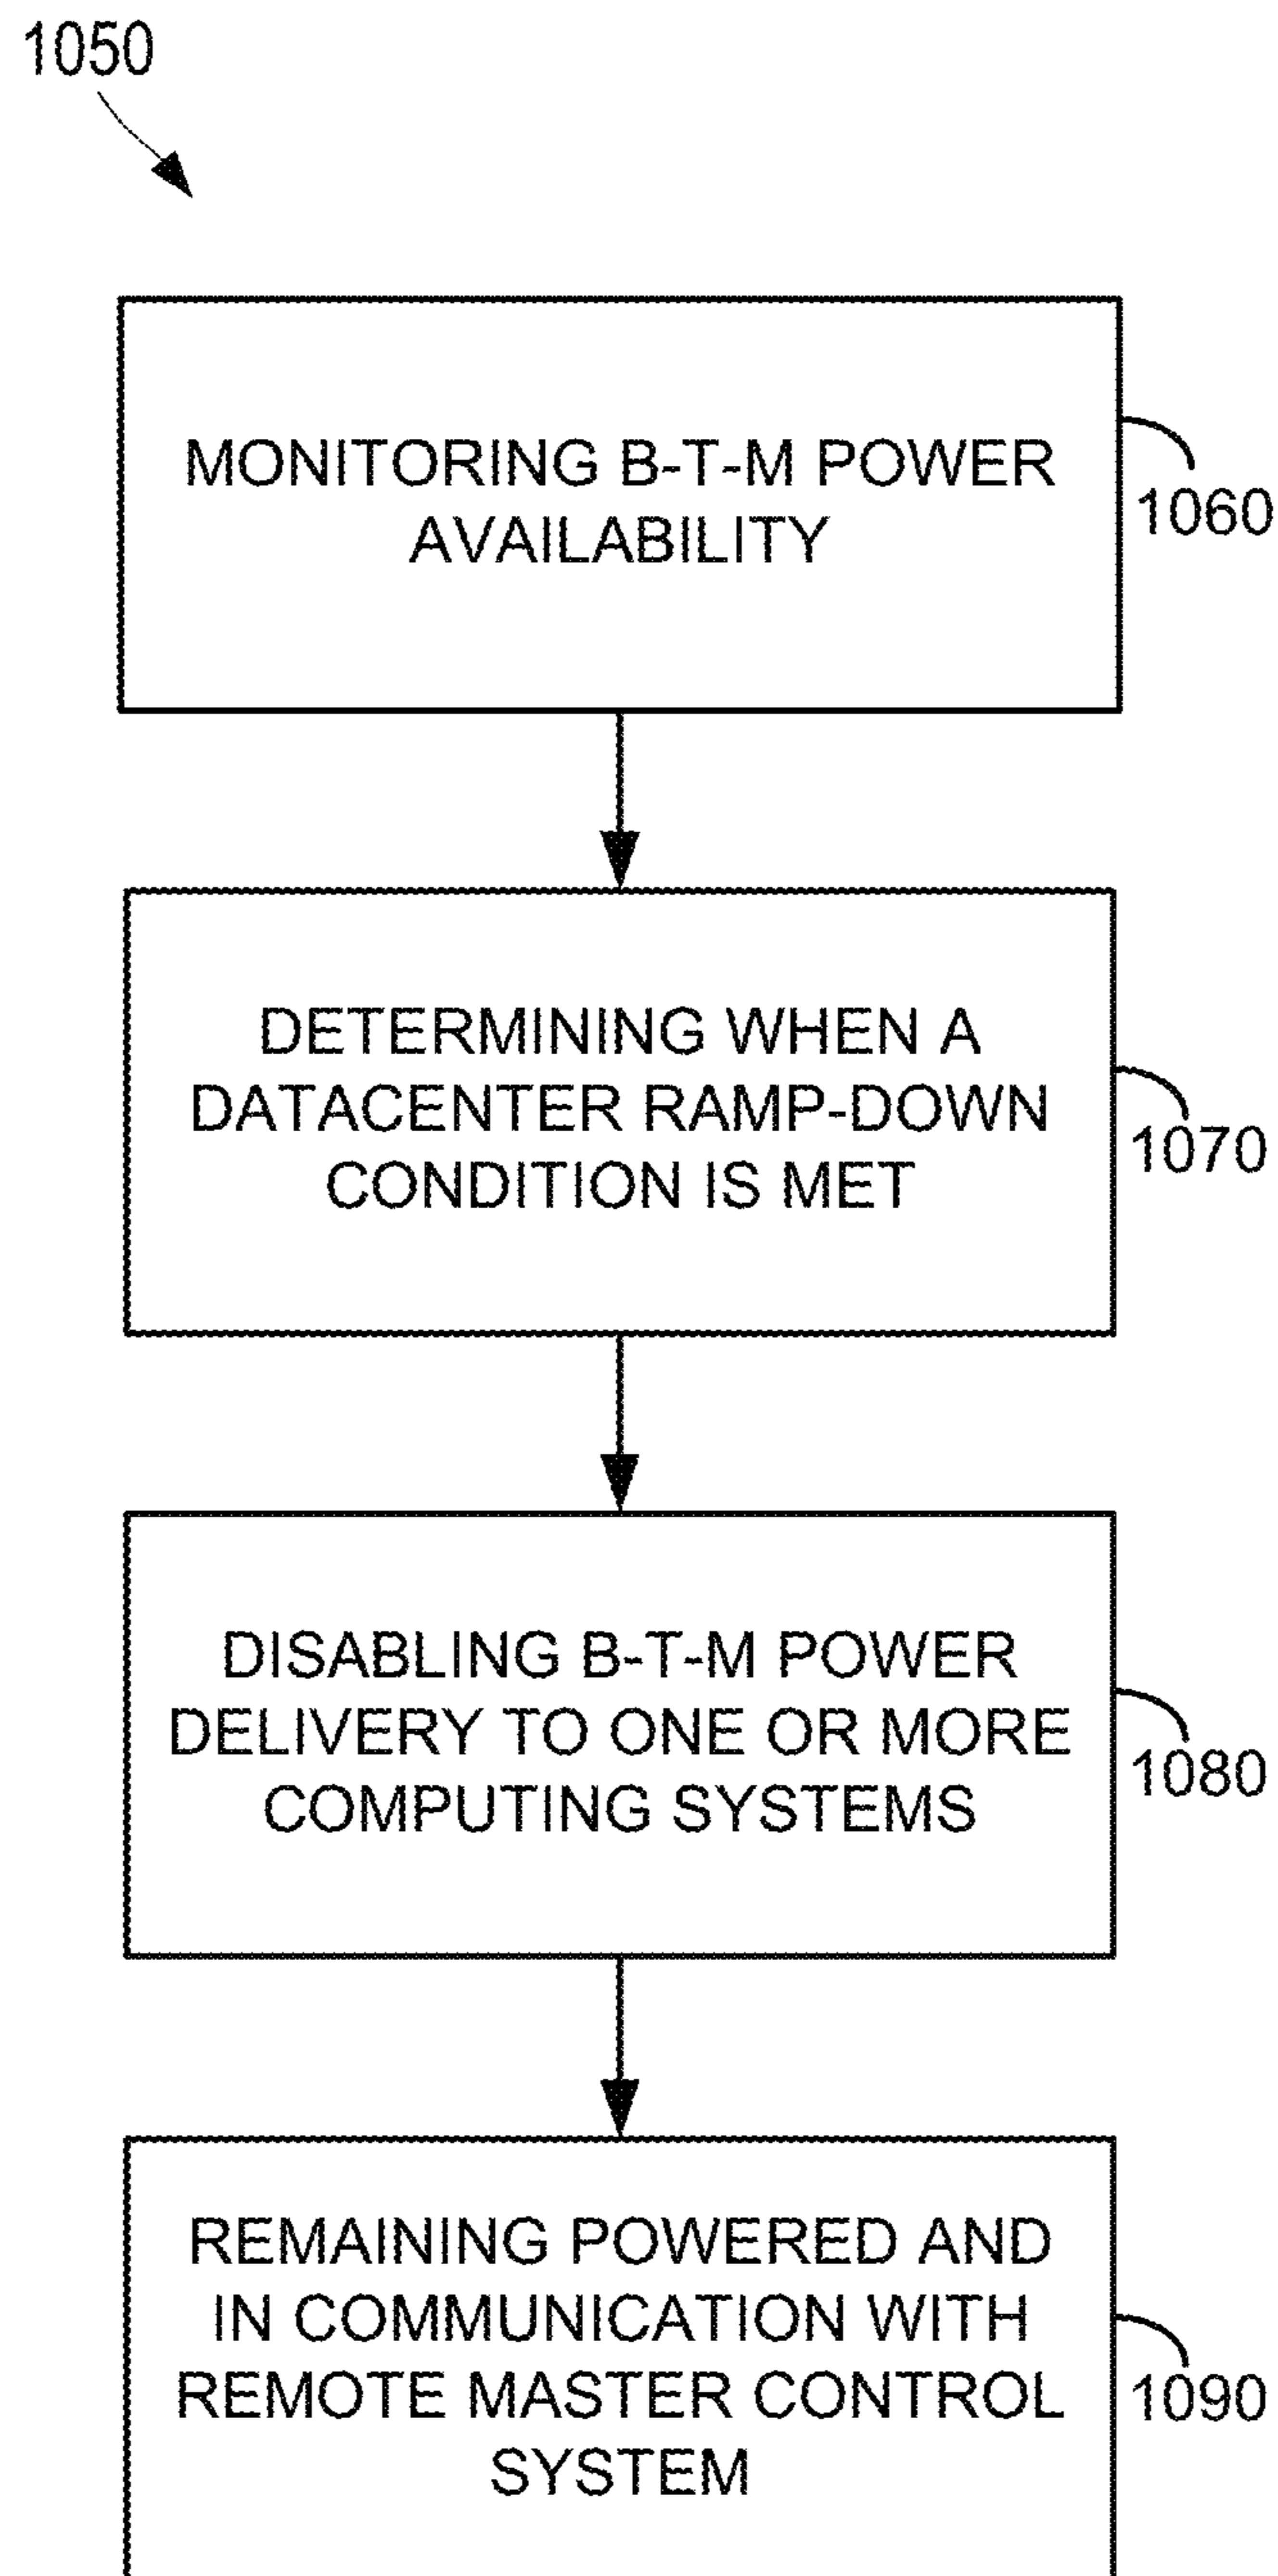 1050
MONITORING B-T-M POWER
AVAILABILITY
1060
DETERMINING WHEN A
DATACENTER RAMP-DOWN
CONDITION IS MET
1070
DISABLING B-T-M POWER
DELIVERY TO ONE OR MORE
COMPUTING SYSTEMS
1080
REMAINING POWERED AND
IN COMMUNICATION WITH
REMOTE MASTER CONTROL
SYSTEM
1090